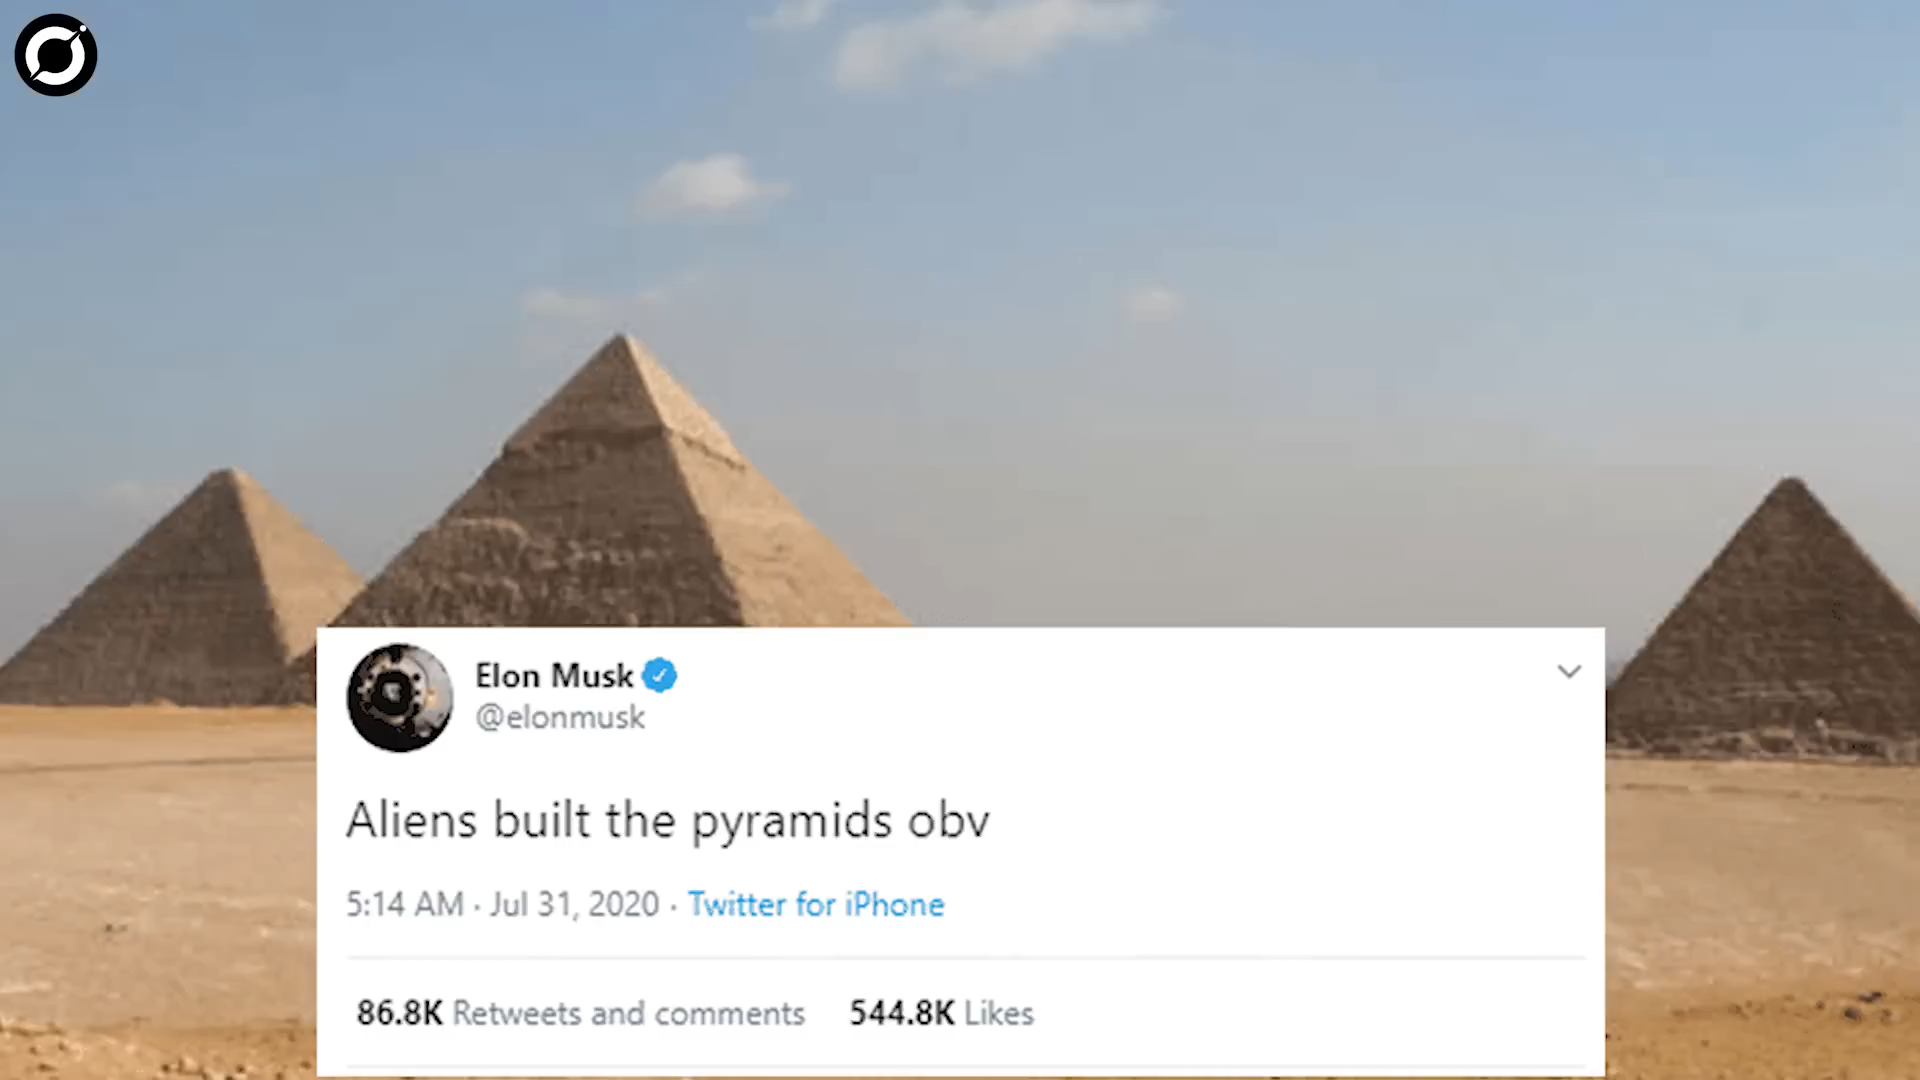 Elon Musk
@elonmusk
Aliens built the pyramids obv
5:14 AM · Jul 31, 2020 · Twitter for iPhone
86.8K Retweets and comments 544.8K Likes